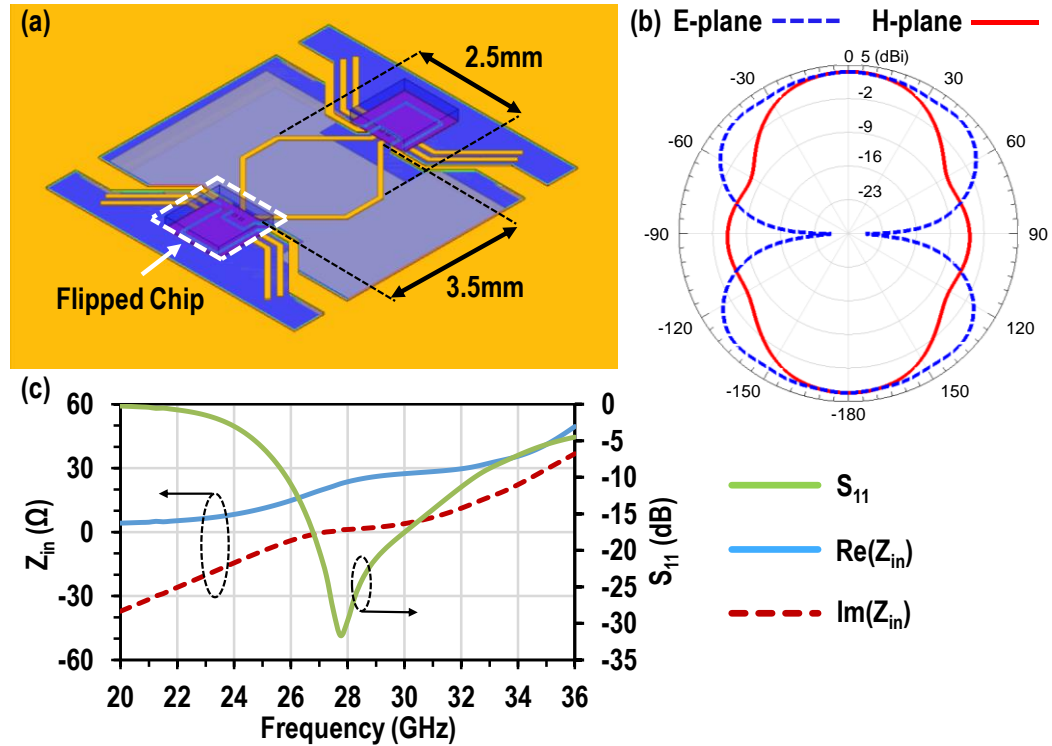 (a)
2.5mm
3.5mm
Flipped Chip
(b) E-plane H-plane
0 5 (dBi)
-30 30
-2
-9
-60 60
-16
-23
-90 90
-120 120
-150 150
-180
(c)
60 0
-5
30 -10
-15
0
-20
-30 -25
-30
-60 -35
Zin (Ω)
S11 (dB)
20 22 24 26 28 30 32 34 36
Frequency (GHz)
S11
Re(Zin)
Im(Zin)